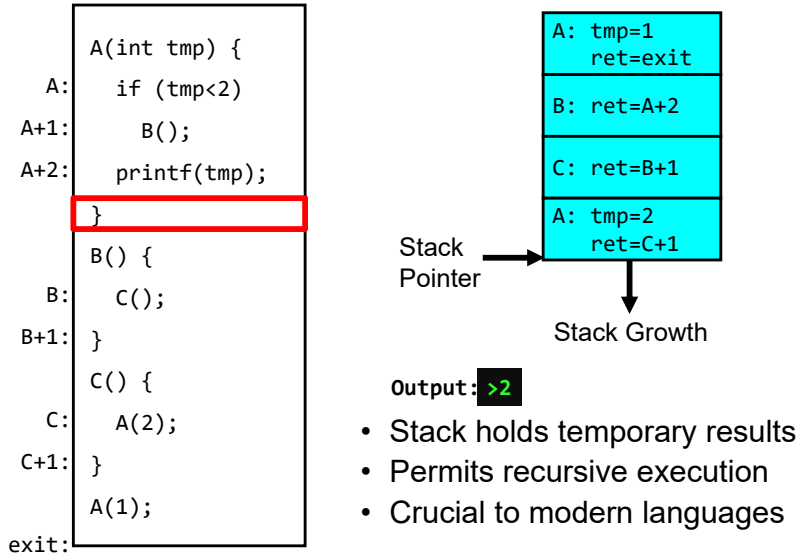 A(int tmp) {
A: if (tmp<2)
A+1: B();
A+2: printf(tmp);
}
B() {
B: C();
B+1: }
C() {
C: A(2);
C+1: }
A(1);
exit:
A: tmp=1
ret=exit
B: ret=A+2
C: ret=B+1
A: tmp=2
ret=C+1
Stack
Pointer
Stack Growth
Output: >2
• Stack holds temporary results
• Permits recursive execution
• Crucial to modern languages